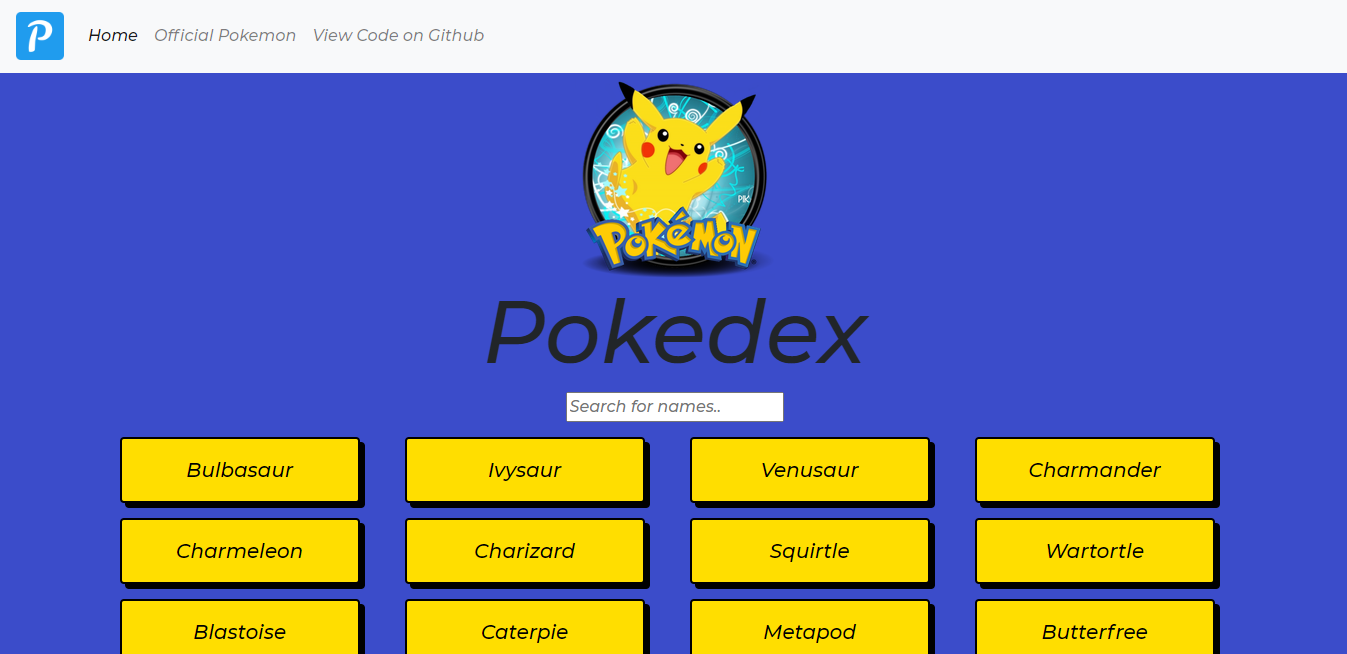 P
Home Official Pokemon View Code on Github
POKéMON
Pokedex
Search for names..
Bulbasaur Ivysaur Venusaur Charmander
Charmeleon Charizard Squirtle Wartortle
Blastoise Caterpie Metapod Butterfree